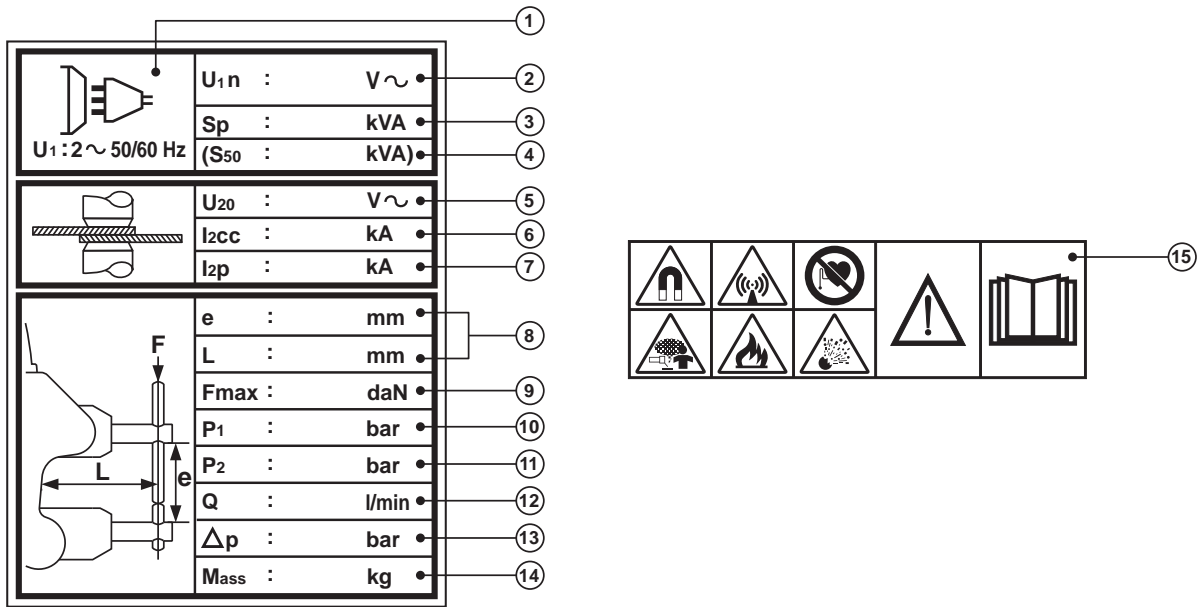 1
U1n : V~ 2
Sp : kVA 3
U1 : 2~ 50/60 Hz (S50 : kVA) 4
U20 : V~ 5
I2cc : kA 6
I2p : kA 7
e : mm
L : mm
8
F
Fmax : daN 9
P1 : bar 10
L e
P2 : bar 11
Q : l/min 12
Δp : bar 13
Mass : kg 14
15